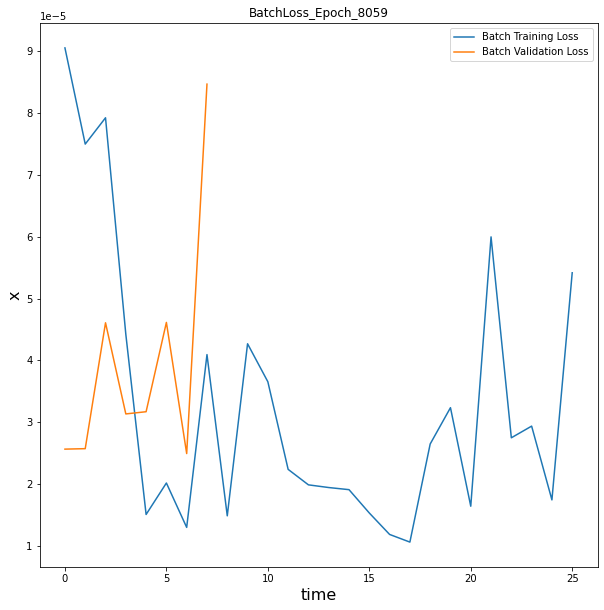 BatchLoss_Epoch_8059
1e−5
Batch Training Loss
Batch Validation Loss
9
8
7
6
5
4
3
2
1
x
0 5 10 15 20 25
time